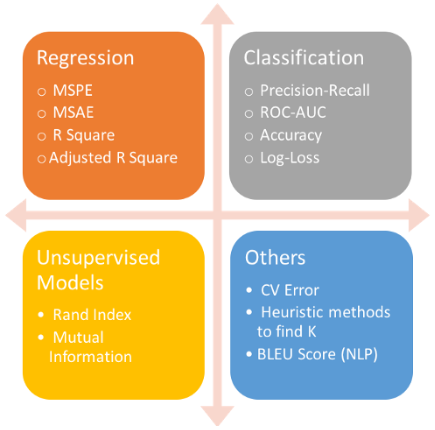 Regression
○ MSPE
○ MSAE
○ R Square
○ Adjusted R Square
Classification
○ Precision-Recall
○ ROC-AUC
○ Accuracy
○ Log-Loss
Unsupervised
Models
• Rand Index
• Mutual
Information
Others
• CV Error
• Heuristic methods
to find K
• BLEU Score (NLP)